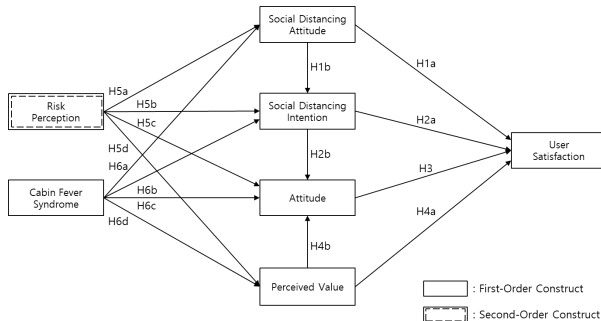 Social Distancing
Attitude
H1a
H1b
H5a
Risk
Perception
H5b
H5c
Social Distancing
Intention
H2a
User
Satisfaction
H5d
H6a
H2b
Cabin Fever
Syndrome
H6b
H6c
Attitude
H3
H6d
H4b
H4a
Perceived Value
: First-Order Construct
: Second-Order Construct